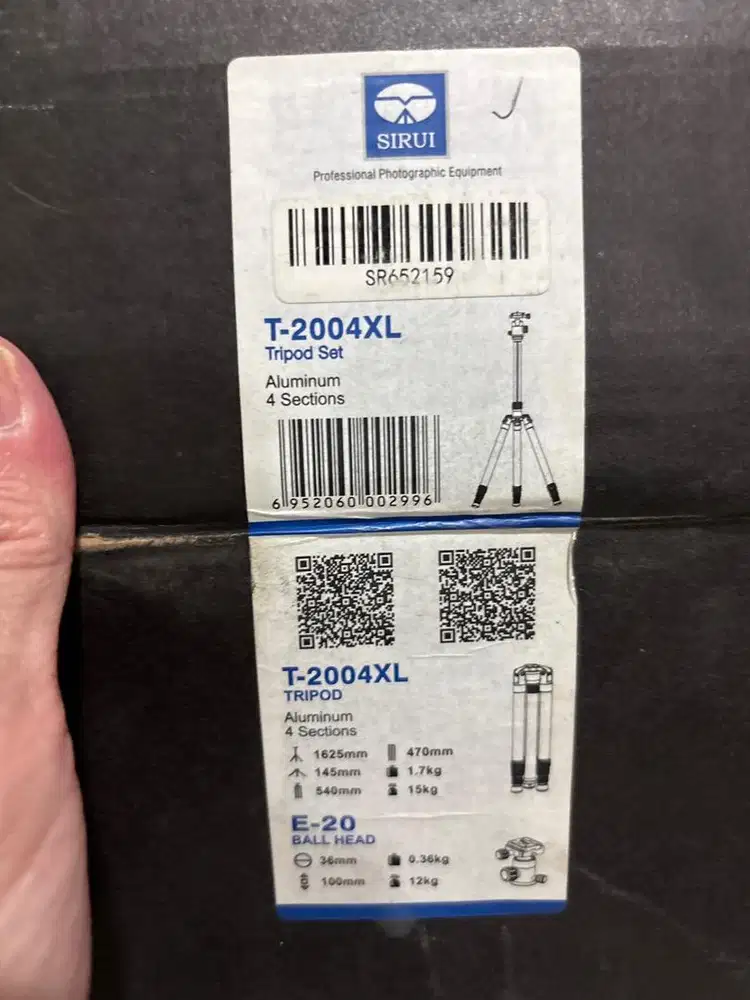 SIRUI
Professional Photographic Equipment
SR652159
T-2004XL
Tripod Set
Aluminum
4 Sections
6 952060 002996
T-2004XL
TRIPOD
Aluminum
4 Sections
1625mm 470mm
145mm 1.7kg
540mm 15kg
E-20
BALL HEAD
36mm 0.36kg
100mm 12kg